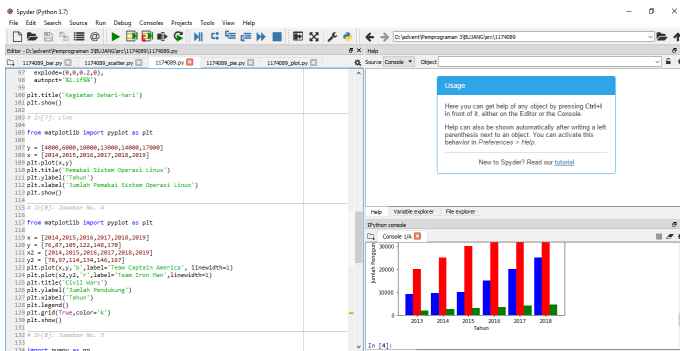 Spyder (Python 3.7)
File Edit Search Source Run Debug Consoles Projects Tools View Help
D:\advent\Pemprograman 3\BUJANG\src\1174089
Editor - D:\advent\Pemprograman 3\BUJANG\src\1174089\1174089.py
1174089_bar.py 1174089_scatter.py 1174089.py 1174089_pie.py 1174089_plot.py
97 explode=(0,0,0.2,0),
98 autopct='%1.1f%%')
99
100 plt.title('Kegiatan Sehari-hari')
101 plt.show()
102
103 # In[7]: Line
104
105 from matplotlib import pyplot as plt
106
107 y = [4000,6000,10000,13000,14000,17000]
108 x = [2014,2015,2016,2017,2018,2019]
109 plt.plot(x,y)
110 plt.title('Pemakai Sistem Operasi Linux')
111 plt.xlabel('Tahun')
112 plt.ylabel('Jumlah Pemakai Sistem Operasi Linux')
113 plt.show()
114
115 # In[8]: Jawaban No. 4
116
117 from matplotlib import pyplot as plt
118
119 x = [2014,2015,2016,2017,2018,2019]
120 y = [76,87,105,122,148,170]
121 x2 = [2014,2015,2016,2017,2018,2019]
122 y2 = [78,97,114,134,146,167]
123 plt.plot(x,y,'b',label='Team Captain America', linewidth=1)
124 plt.plot(x2,y2,'r',label='Team Iron Man',linewidth=1)
125 plt.title('Civil Wars')
126 plt.ylabel('Jumlah Pendukung')
127 plt.xlabel('Tahun')
128 plt.legend()
129 plt.grid(True,color='k')
130 plt.show()
131
132 # In[8]: Jawaban No. 5
133
134 import numpy as np
Help
Source Console Object
Usage
Here you can get help of any object by pressing Ctrl+I
in front of it, either on the Editor or the Console.
Help can also be shown automatically after writing a left
parenthesis next to an object. You can activate this
behavior in Preferences > Help.
New to Spyder? Read our tutorial
Help Variable explorer File explorer
IPython console
Console 1/A
Jumlah Penggun
30000
20000
10000
0
2013 2014 2015 2016 2017 2018
Tahun
In [4]: